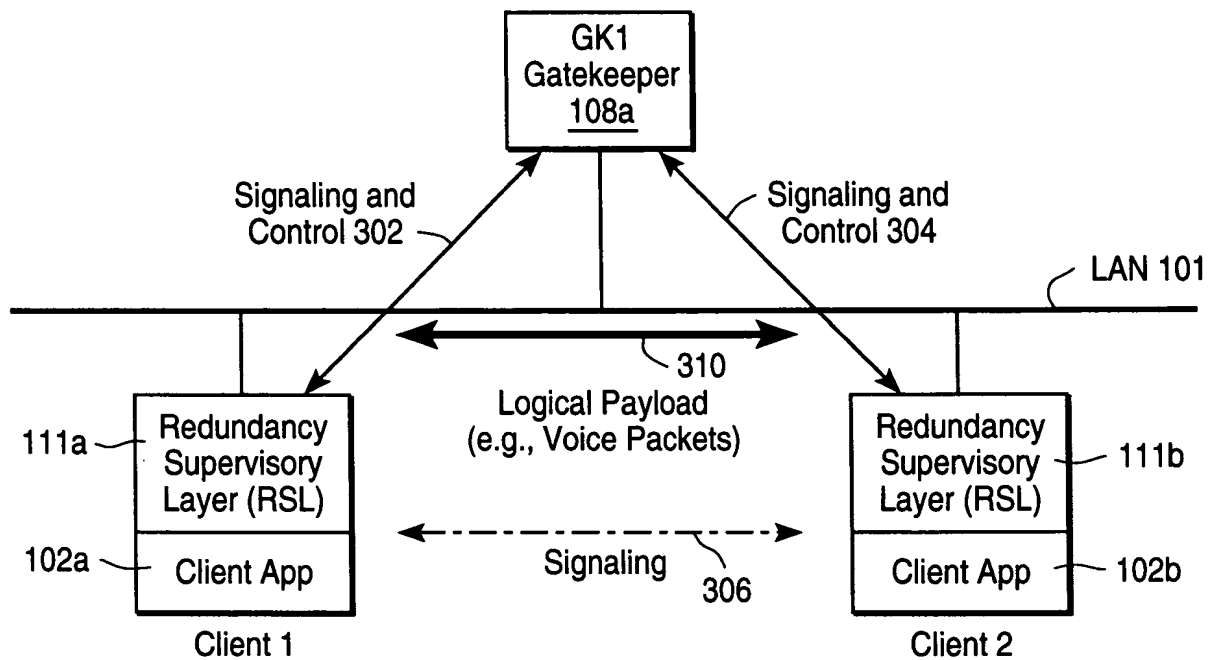 GK1
Gatekeeper
108a
Signaling and
Control 302
Signaling and
Control 304
LAN 101
310
Logical Payload
(e.g., Voice Packets)
111a
Redundancy
Supervisory
Layer (RSL)
Redundancy
Supervisory
Layer (RSL)
111b
102a
Client App
Signaling
306
Client App
102b
Client 1
Client 2